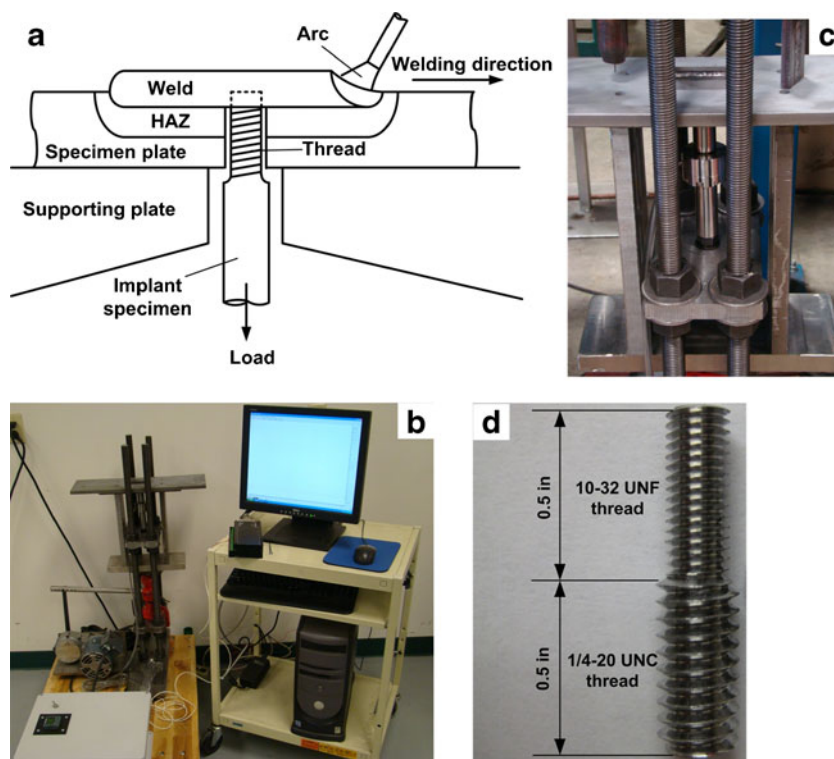 a
Arc
Welding direction
Weld
HAZ
Specimen plate
Thread
Supporting plate
Implant
specimen
Load
c
b
d
0.5 in
10-32 UNF
thread
0.5 in
1/4-20 UNC
thread